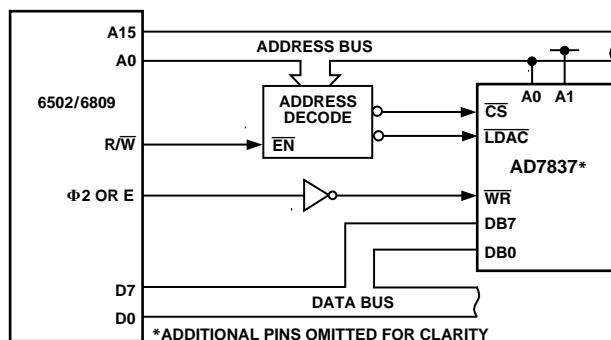 A15
ADDRESS BUS
A0
A0 A1
6502/6809
ADDRESS
DECODE
CS
LDAC
R/W
EN
AD7837*
Φ2 OR E
WR
DB7
DB0
D7
DATA BUS
D0
*ADDITIONAL PINS OMITTED FOR CLARITY